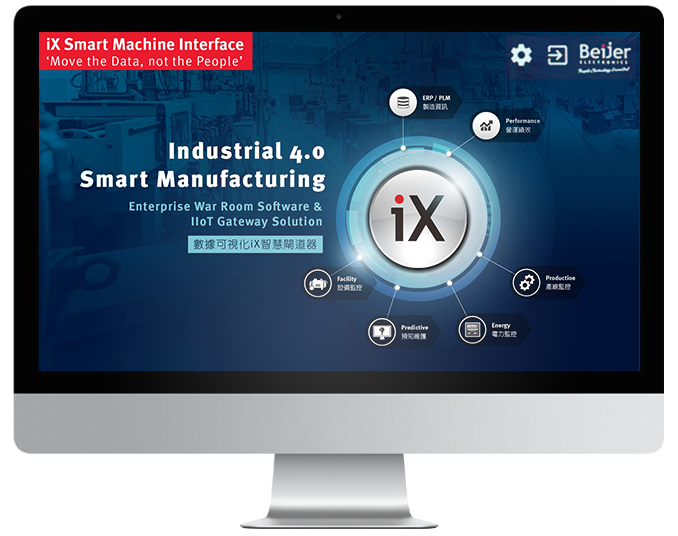 iX Smart Machine Interface
‘Move the Data, not the People’
Beijer
ELECTRONICS
Industrial 4.0
Smart Manufacturing
Enterprise War Room Software &
IIoT Gateway Solution
數據可視化iX智慧閘道器
iX
ERP / PLM
製造資訊
Performance
營運績效
Facility
設備監控
Production
產線監控
Predictive
預知維護
Energy
電力監控